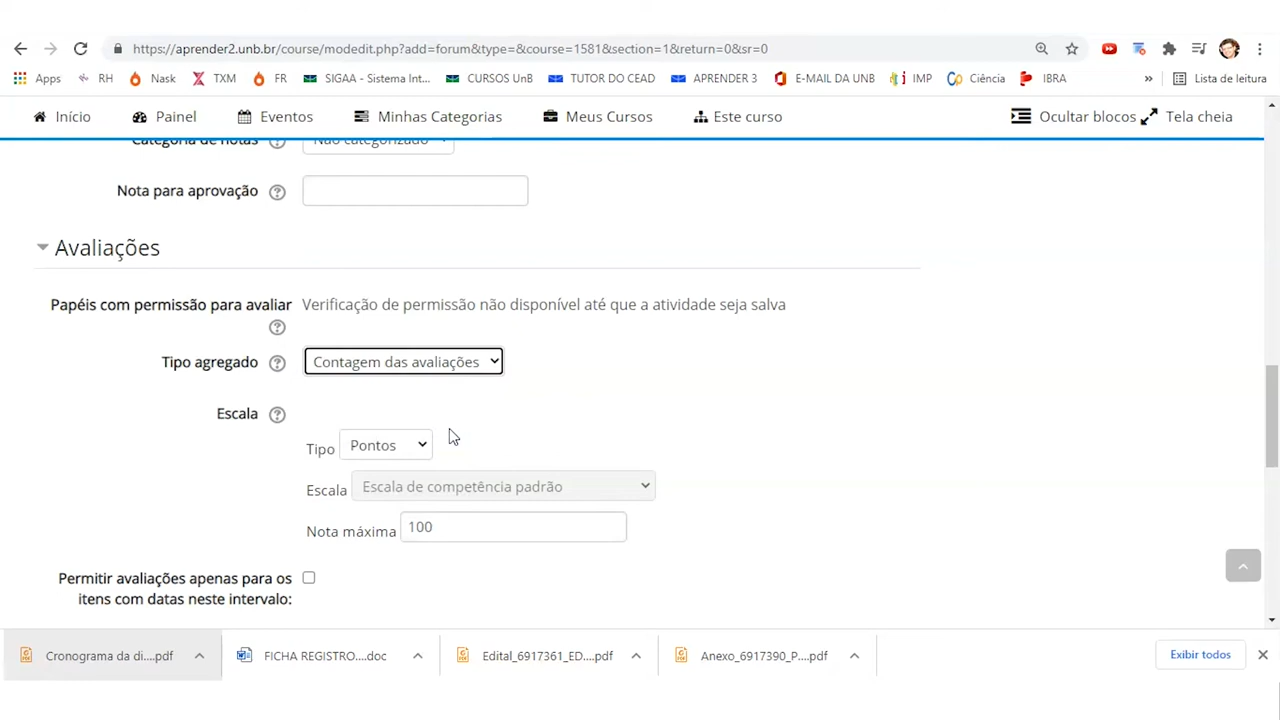 https://aprender2.unb.br/course/modedit.php?add=forum&type=&course=1581&section=1&return=0&sr=0
Apps RH Nask TXM FR SIGAA - Sistema Int... CURSOS UnB TUTOR DO CEAD APRENDER 3 E-MAIL DA UNB IMP Ciência IBRA » Lista de leitura
Início Painel Eventos Minhas Categorias Meus Cursos Este curso Ocultar blocos Tela cheia
Categoria de notas Não categorizado
Nota para aprovação
Avaliações
Papéis com permissão para avaliar Verificação de permissão não disponível até que a atividade seja salva
Tipo agregado Contagem das avaliações
Escala
Tipo Pontos
Escala Escala de competência padrão
Nota máxima 100
Permitir avaliações apenas para os
itens com datas neste intervalo:
Cronograma da di....pdf FICHA REGISTRO....doc Edital_6917361_ED....pdf Anexo_6917390_P....pdf Exibir todos